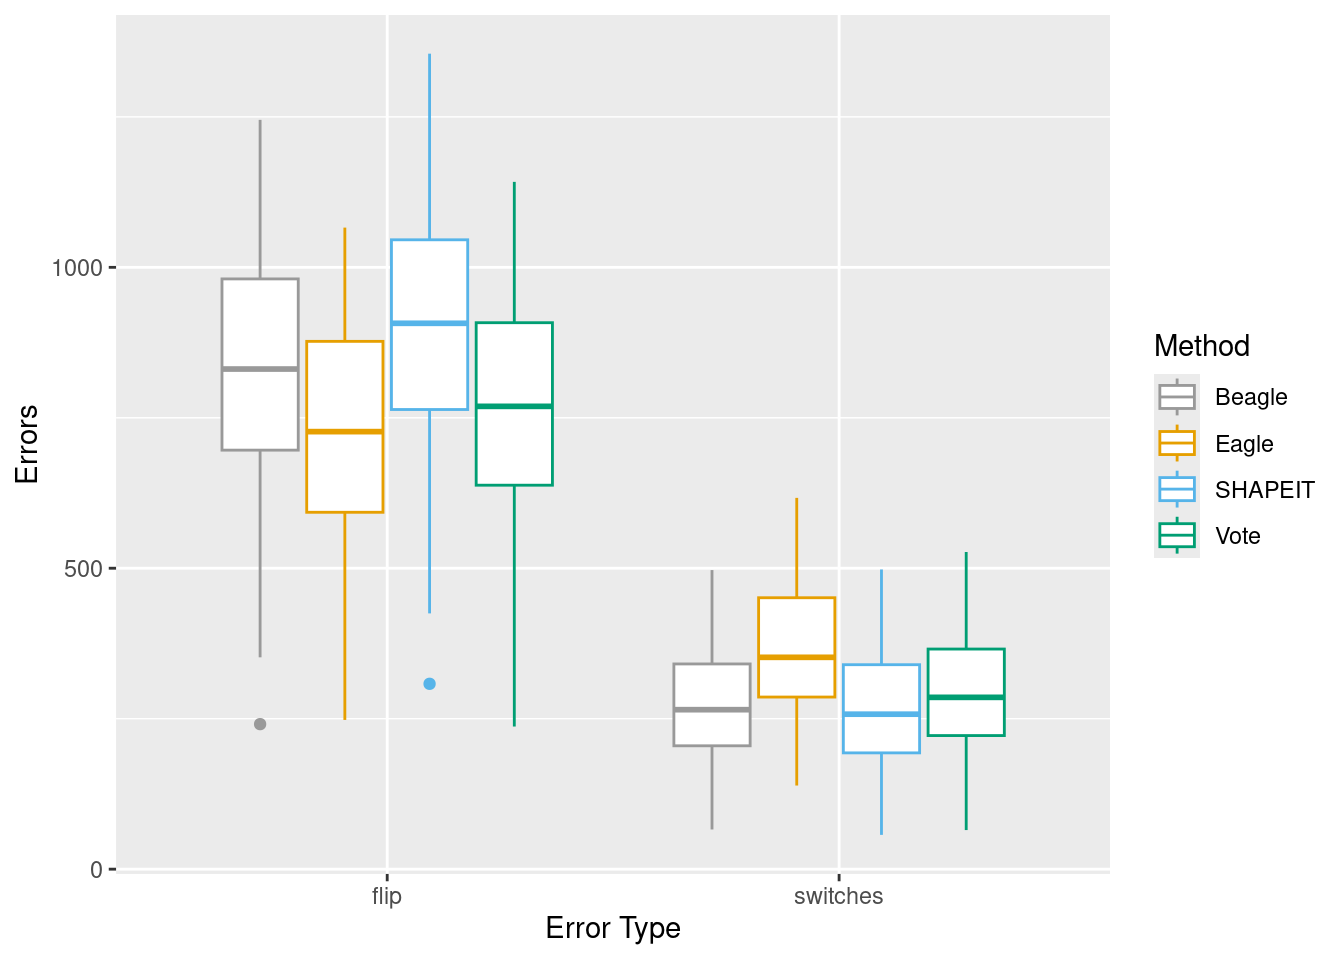 Errors
1000
500
0
flip
switches
Error Type
Method
Beagle
Eagle
SHAPEIT
Vote